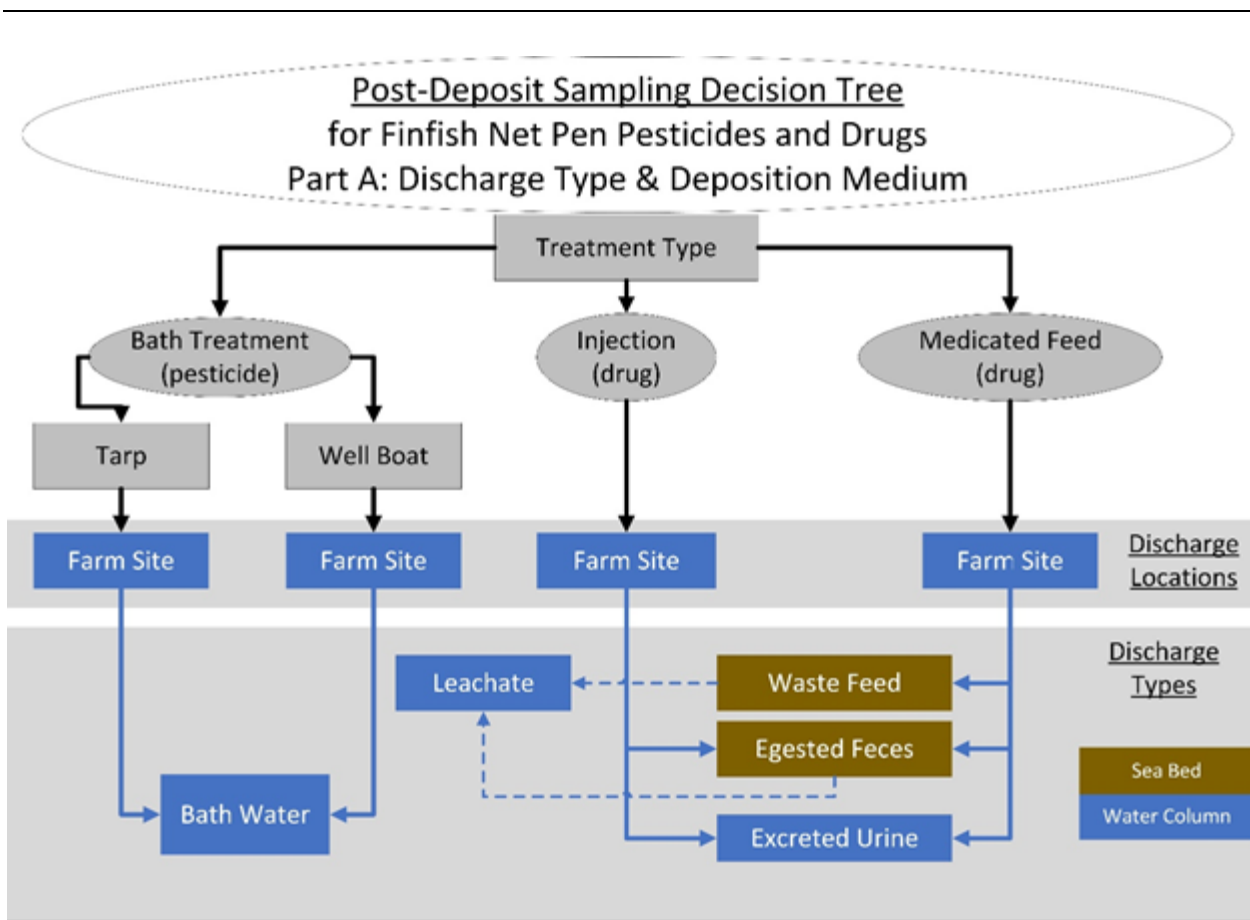 Post-Deposit Sampling Decision Tree
for Finfish Net Pen Pesticides and Drugs
Part A: Discharge Type & Deposition Medium
Treatment Type
Bath Treatment
(pesticide)
Injection
(drug)
Medicated Feed
(drug)
Tarp
Well Boat
Farm Site
Farm Site
Farm Site
Farm Site
Discharge
Locations
Discharge
Types
Leachate
Waste Feed
Egested Feces
Bath Water
Excreted Urine
Sea Bed
Water Column